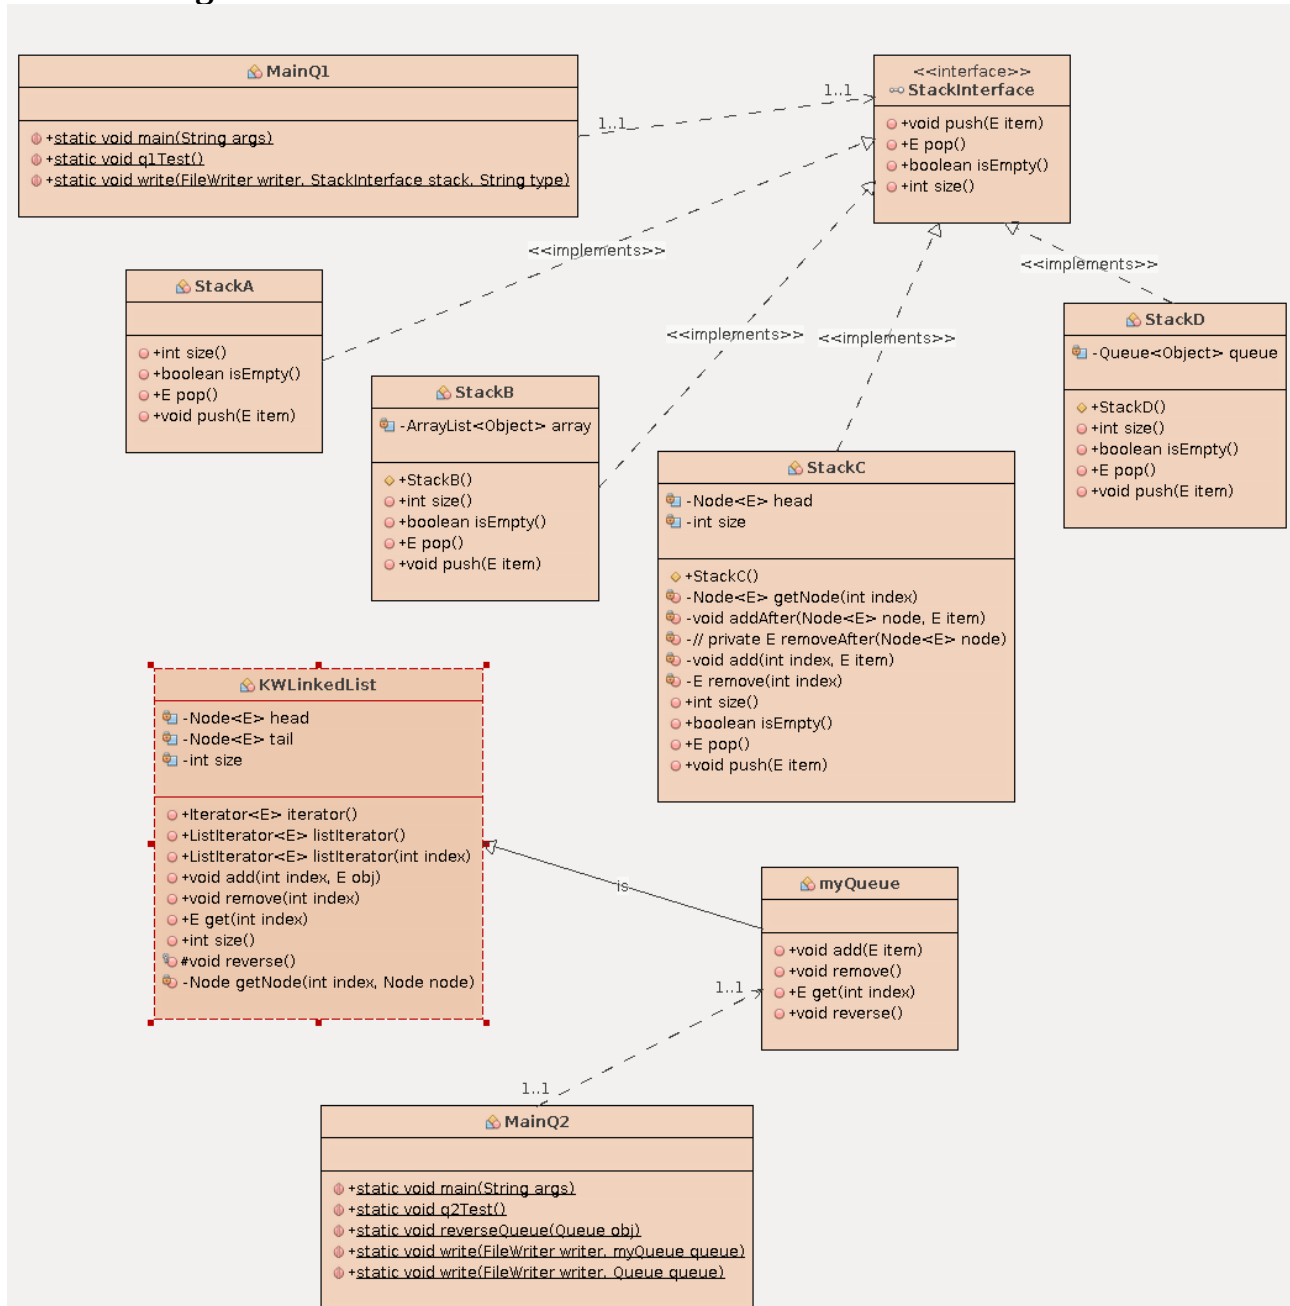 MainQ1
+static void main(String args)
+static void q1Test()
+static void write(FileWriter writer, StackInterface stack, String type)
1..1
1..1
<<interface>>
StackInterface
+void push(E item)
+E pop()
+boolean isEmpty()
+int size()
<<implements>>
<<implements>>
<<implements>>
<<implements>>
StackA
+int size()
+boolean isEmpty()
+E pop()
+void push(E item)
StackB
-ArrayList<Object> array
+StackB()
+int size()
+boolean isEmpty()
+E pop()
+void push(E item)
StackC
-Node<E> head
-int size
+StackC()
-Node<E> getNode(int index)
-void addAfter(Node<E> node, E item)
-// private E removeAfter(Node<E> node)
-void add(int index, E item)
-E remove(int index)
+int size()
+boolean isEmpty()
+E pop()
+void push(E item)
StackD
-Queue<Object> queue
+StackD()
+int size()
+boolean isEmpty()
+E pop()
+void push(E item)
KWLinkedList
-Node<E> head
-Node<E> tail
-int size
+Iterator<E> iterator()
+ListIterator<E> listIterator()
+ListIterator<E> listIterator(int index)
+void add(int index, E obj)
+void remove(int index)
+E get(int index)
+int size()
#void reverse()
-Node getNode(int index, Node node)
is
myQueue
+void add(E item)
+void remove()
+E get(int index)
+void reverse()
1..1
1..1
MainQ2
+static void main(String args)
+static void q2Test()
+static void reverseQueue(Queue obj)
+static void write(FileWriter writer, myQueue queue)
+static void write(FileWriter writer, Queue queue)